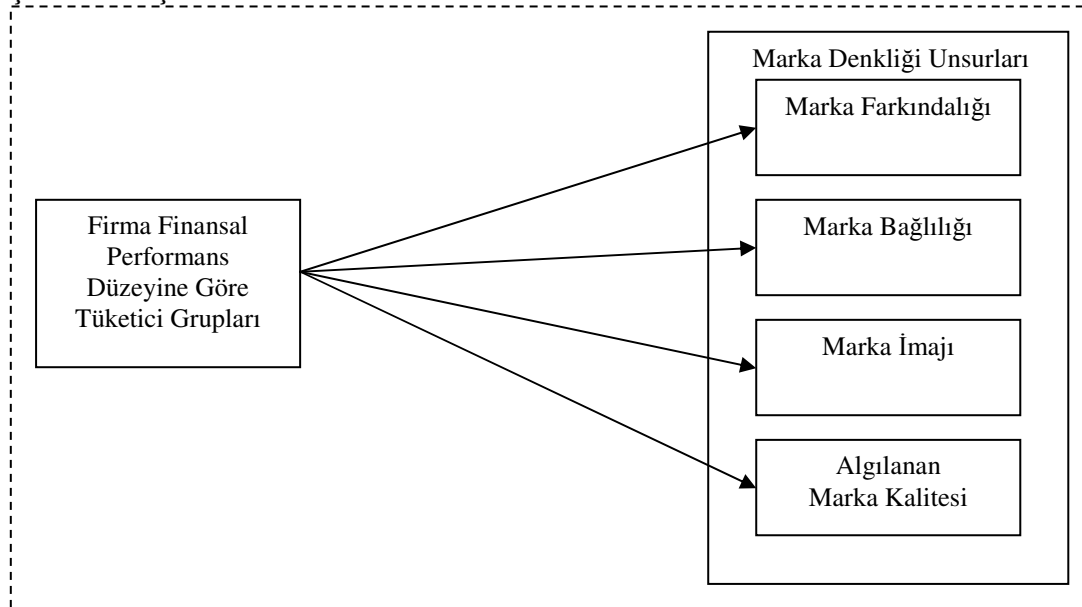 Marka Denkliği Unsurları
Marka Farkındalığı
Firma Finansal
Performans
Düzeyine Göre
Tüketici Grupları
Marka Bağlılığı
Marka İmajı
Algılanan
Marka Kalitesi